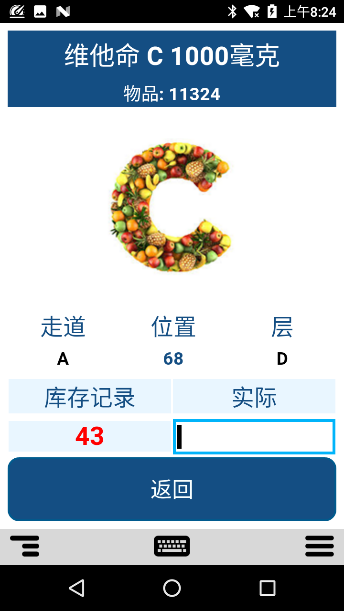 上午8:24
维他命 C 1000毫克
物品: 11324
走道 位置 层
A 68 D
库存记录 实际
43
返回